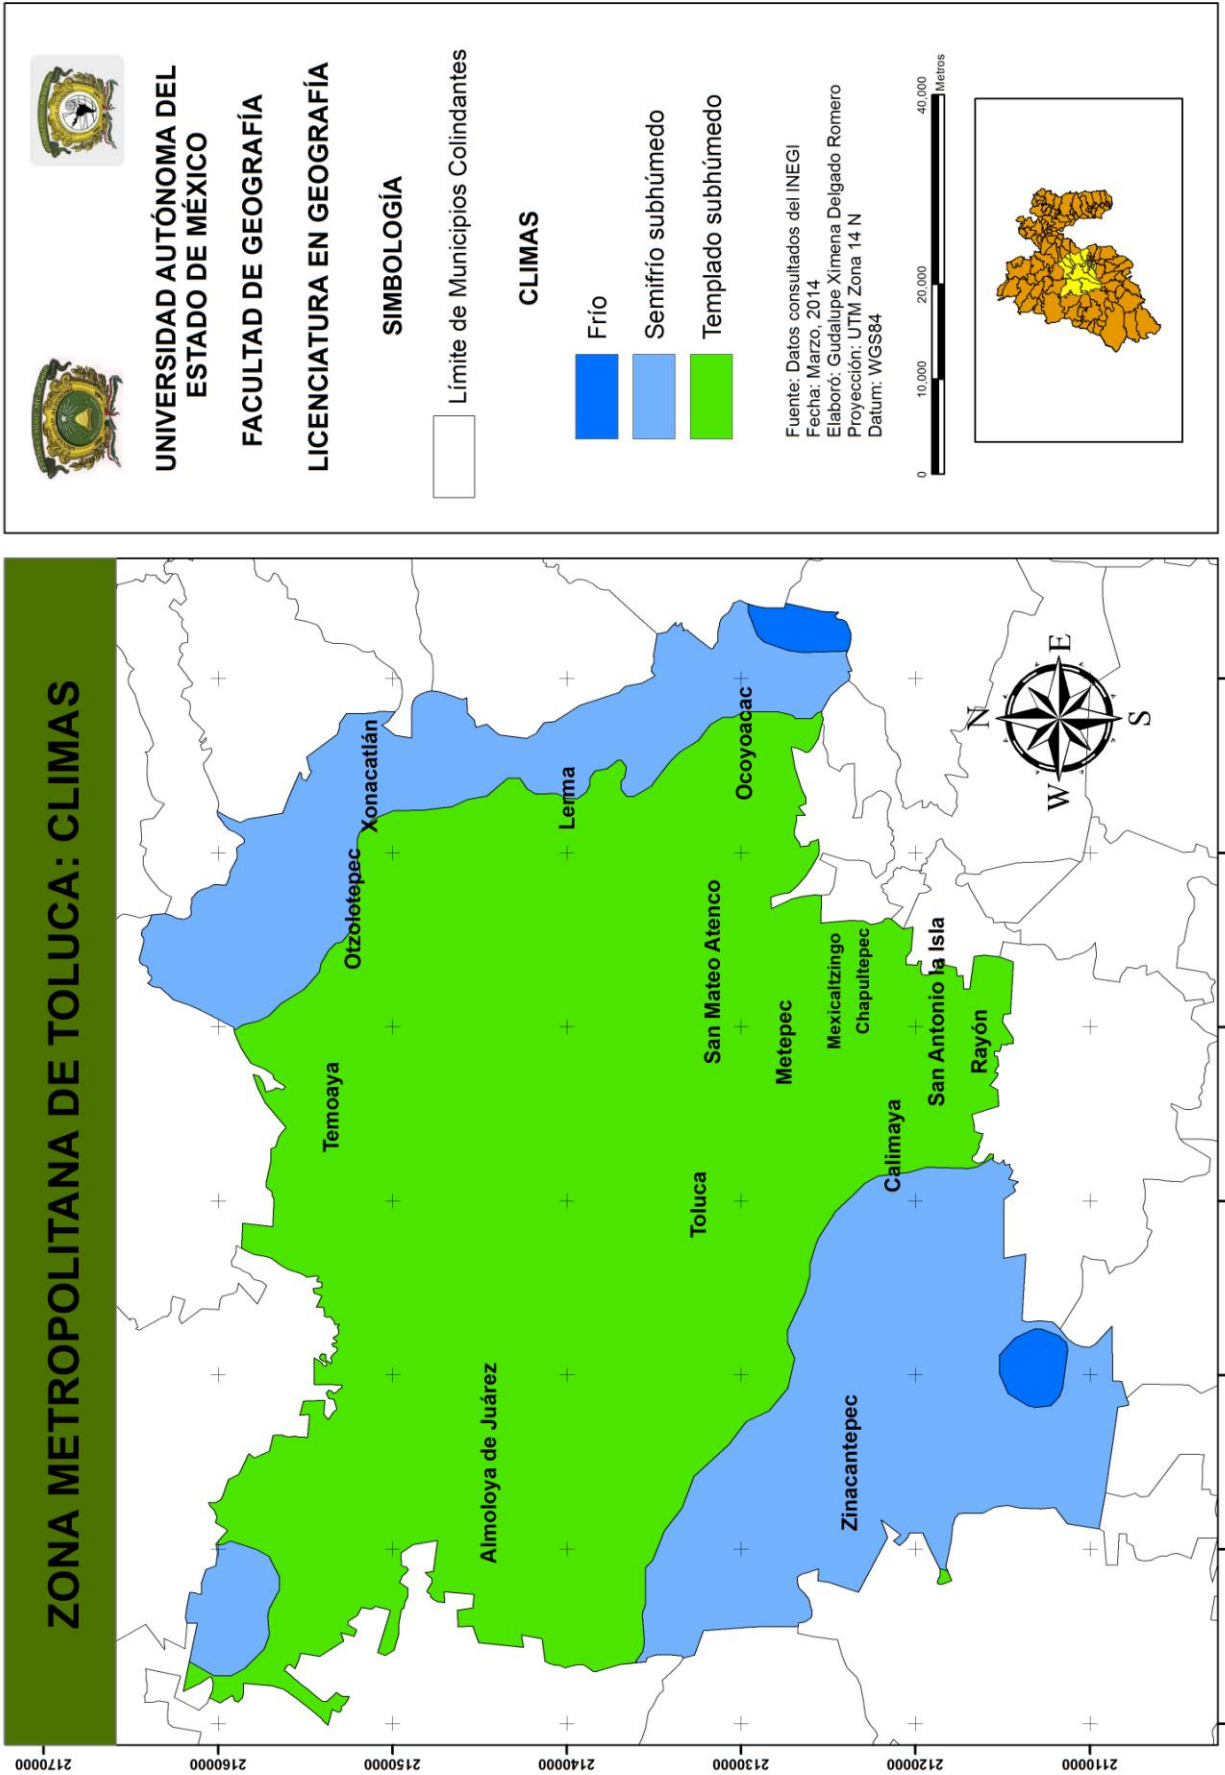 ZONA METROPOLITANA DE TOLUCA: CLIMAS
2170000
2160000
2150000
2140000
2130000
2120000
2110000
Otzolotepec
Xonacatlán
Temoaya
Lerma
Ocoyoacac
San Mateo Atenco
Metepec
Mexicaltzingo
Chapultepec
San Antonio la Isla
Rayón
Calimaya
Toluca
Almoloya de Juárez
Zinacantepec
N
W
E
S
UNIVERSIDAD AUTÓNOMA DEL
ESTADO DE MÉXICO
FACULTAD DE GEOGRAFÍA
LICENCIATURA EN GEOGRAFÍA
SIMBOLOGÍA
Límite de Municipios Colindantes
CLIMAS
Frío
Semifrío subhúmedo
Templado subhúmedo
Fuente: Datos consultados del INEGI
Fecha: Marzo, 2014
Elaboró: Gudalupe Ximena Delgado Romero
Proyección: UTM Zona 14 N
Datum: WGS84
0 10,000 20,000 40,000
Metros